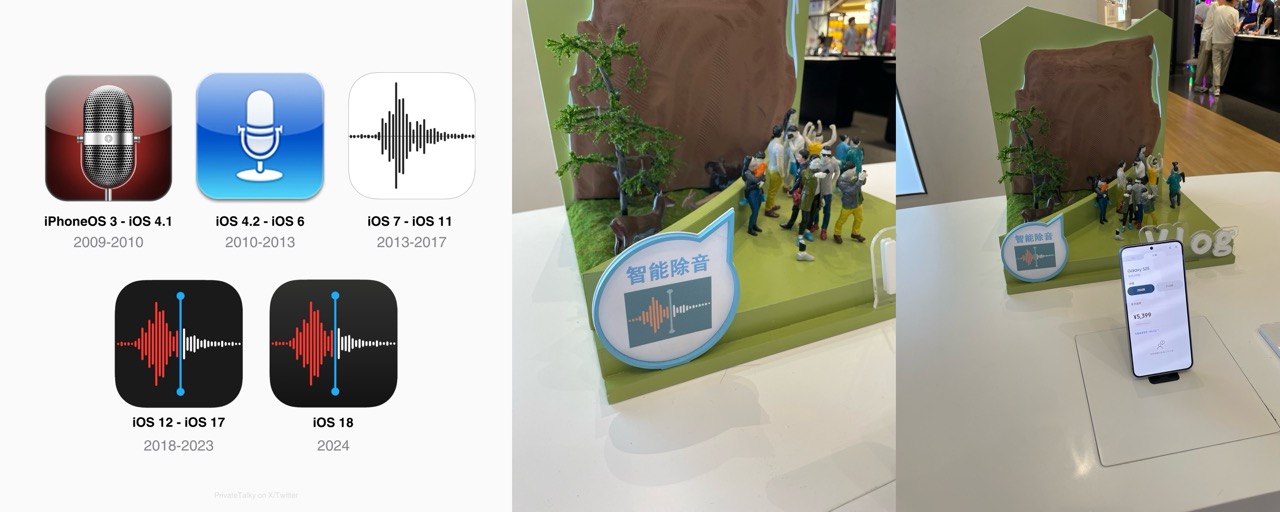 iPhoneOS 3 - iOS 4.1
2009-2010
iOS 4.2 - iOS 6
2010-2013
iOS 7 - iOS 11
2013-2017
iOS 12 - iOS 17
2018-2023
iOS 18
2024
PrivateTalky on X/Twitter
智能除音
智能除音
Vlog
Galaxy S25
¥5,399